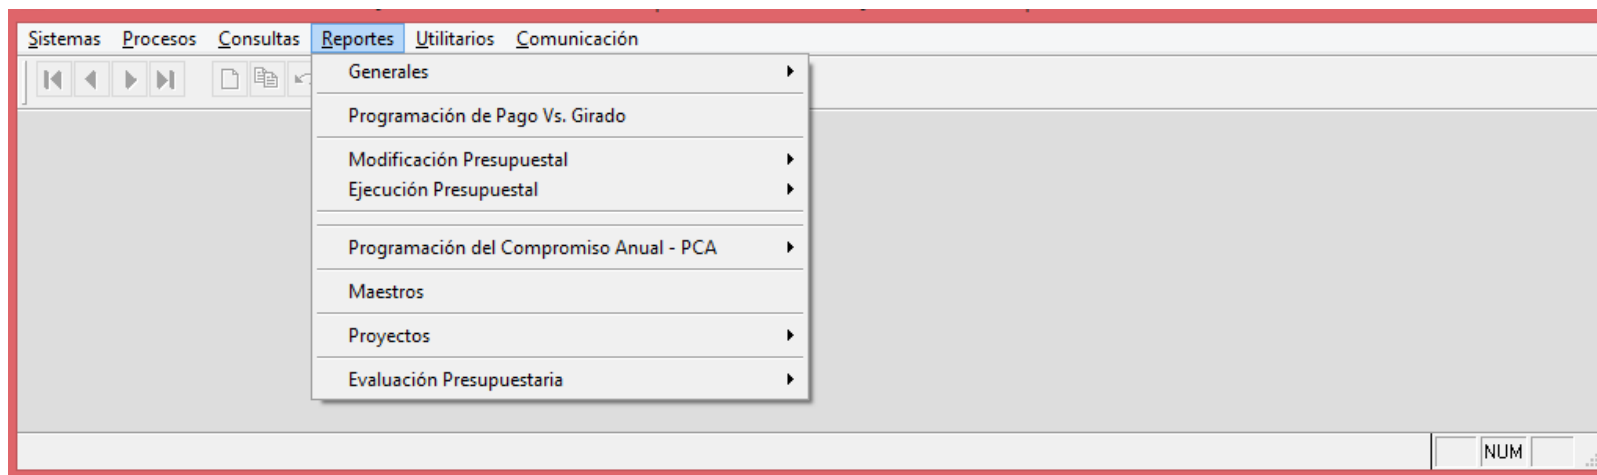 Sistemas Procesos Consultas Reportes Utilitarios Comunicación
Generales
Programación de Pago Vs. Girado
Modificación Presupuestal
Ejecución Presupuestal
Programación del Compromiso Anual - PCA
Maestros
Proyectos
Evaluación Presupuestaria
NUM